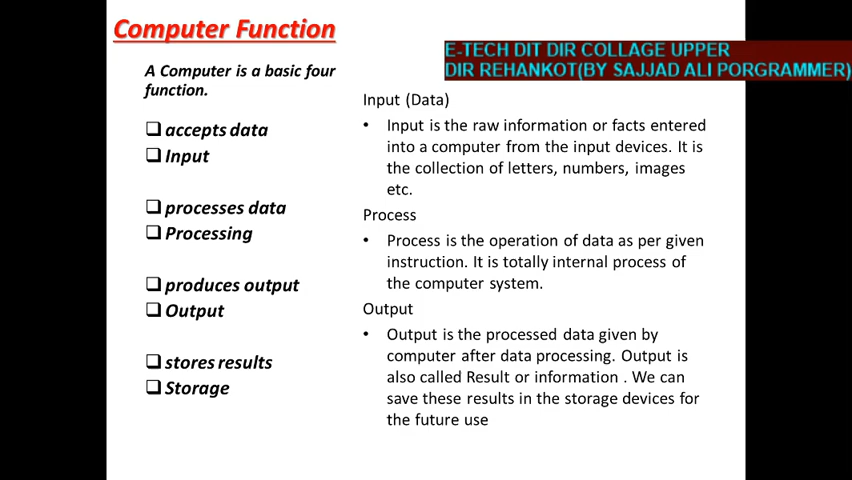 Computer Function
E-TECH DIT DIR COLLAGE UPPER
DIR REHANKOT(BY SAJJAD ALI PORGRAMMER)
A Computer is a basic four
function.
accepts data
Input
processes data
Processing
produces output
Output
stores results
Storage
Input (Data)
• Input is the raw information or facts entered
into a computer from the input devices. It is
the collection of letters, numbers, images
etc.
Process
• Process is the operation of data as per given
instruction. It is totally internal process of
the computer system.
Output
• Output is the processed data given by
computer after data processing. Output is
also called Result or information . We can
save these results in the storage devices for
the future use